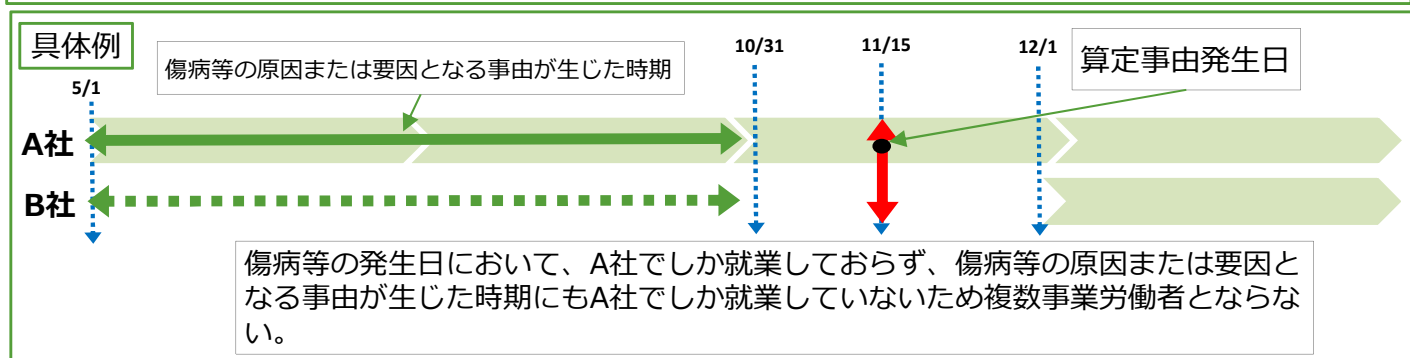 具体例
傷病等の原因または要因となる事由が生じた時期
5/1
10/31
11/15
12/1
算定事由発生日
A社
B社
傷病等の発生日において、A社でしか就業しておらず、傷病等の原因または要因と
なる事由が生じた時期にもA社でしか就業していないため複数事業労働者とならな
い。